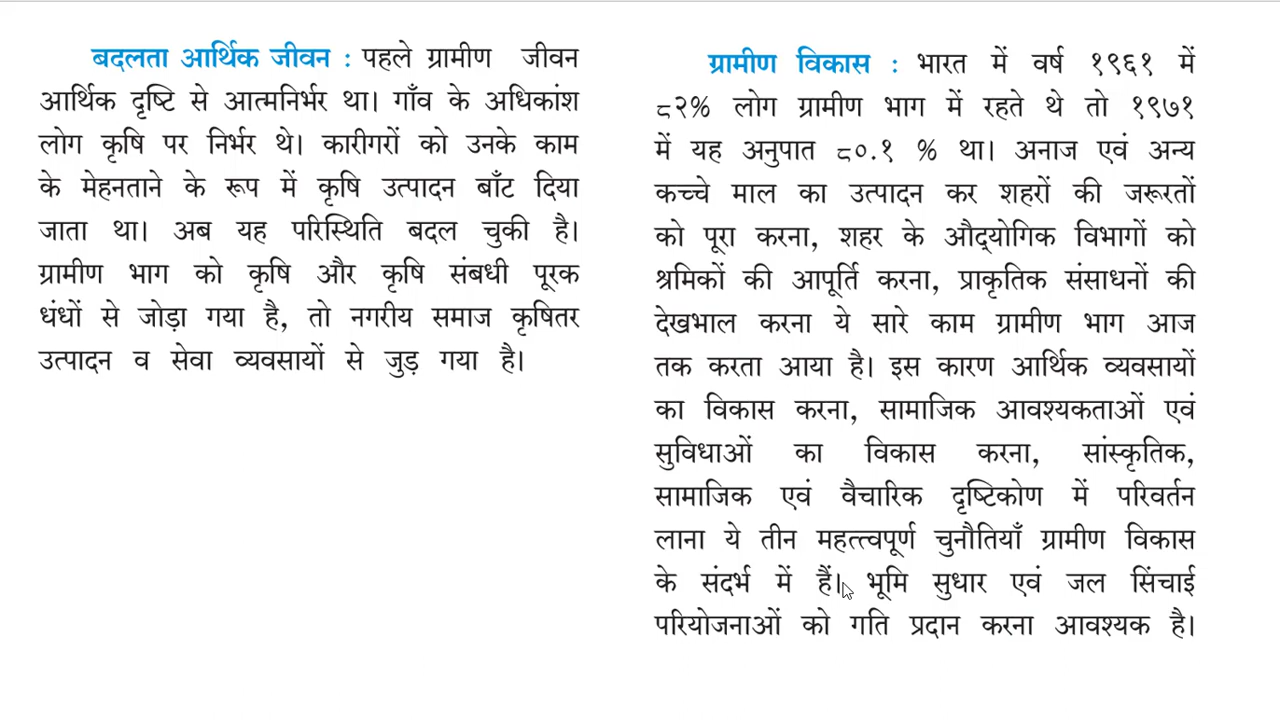 बदलता आर्थिक जीवन : पहले ग्रामीण जीवन
आर्थिक दृष्टि से आत्मनिर्भर था। गाँव के अधिकांश
लोग कृषि पर निर्भर थे। कारीगरों को उनके काम
के मेहनताने के रूप में कृषि उत्पादन बाँट दिया
जाता था। अब यह परिस्थिति बदल चुकी है।
ग्रामीण भाग को कृषि और कृषि संबधी पूरक
धंधों से जोड़ा गया है, तो नगरीय समाज कृषितर
उत्पादन व सेवा व्यवसायों से जुड़ गया है।
ग्रामीण विकास : भारत में वर्ष १९६१ में
८२% लोग ग्रामीण भाग में रहते थे तो १९७१
में यह अनुपात ८०.१ % था। अनाज एवं अन्य
कच्चे माल का उत्पादन कर शहरों की जरूरतों
को पूरा करना, शहर के औद्‌योगिक विभागों को
श्रमिकों की आपूर्ति करना, प्राकृतिक संसाधनों की
देखभाल करना ये सारे काम ग्रामीण भाग आज
तक करता आया है। इस कारण आर्थिक व्यवसायों
का विकास करना, सामाजिक आवश्यकताओं एवं
सुविधाओं का विकास करना, सांस्कृतिक,
सामाजिक एवं वैचारिक दृष्टिकोण में परिवर्तन
लाना ये तीन महत्त्वपूर्ण चुनौतियाँ ग्रामीण विकास
के संदर्भ में हैं। भूमि सुधार एवं जल सिंचाई
परियोजनाओं को गति प्रदान करना आवश्यक है।